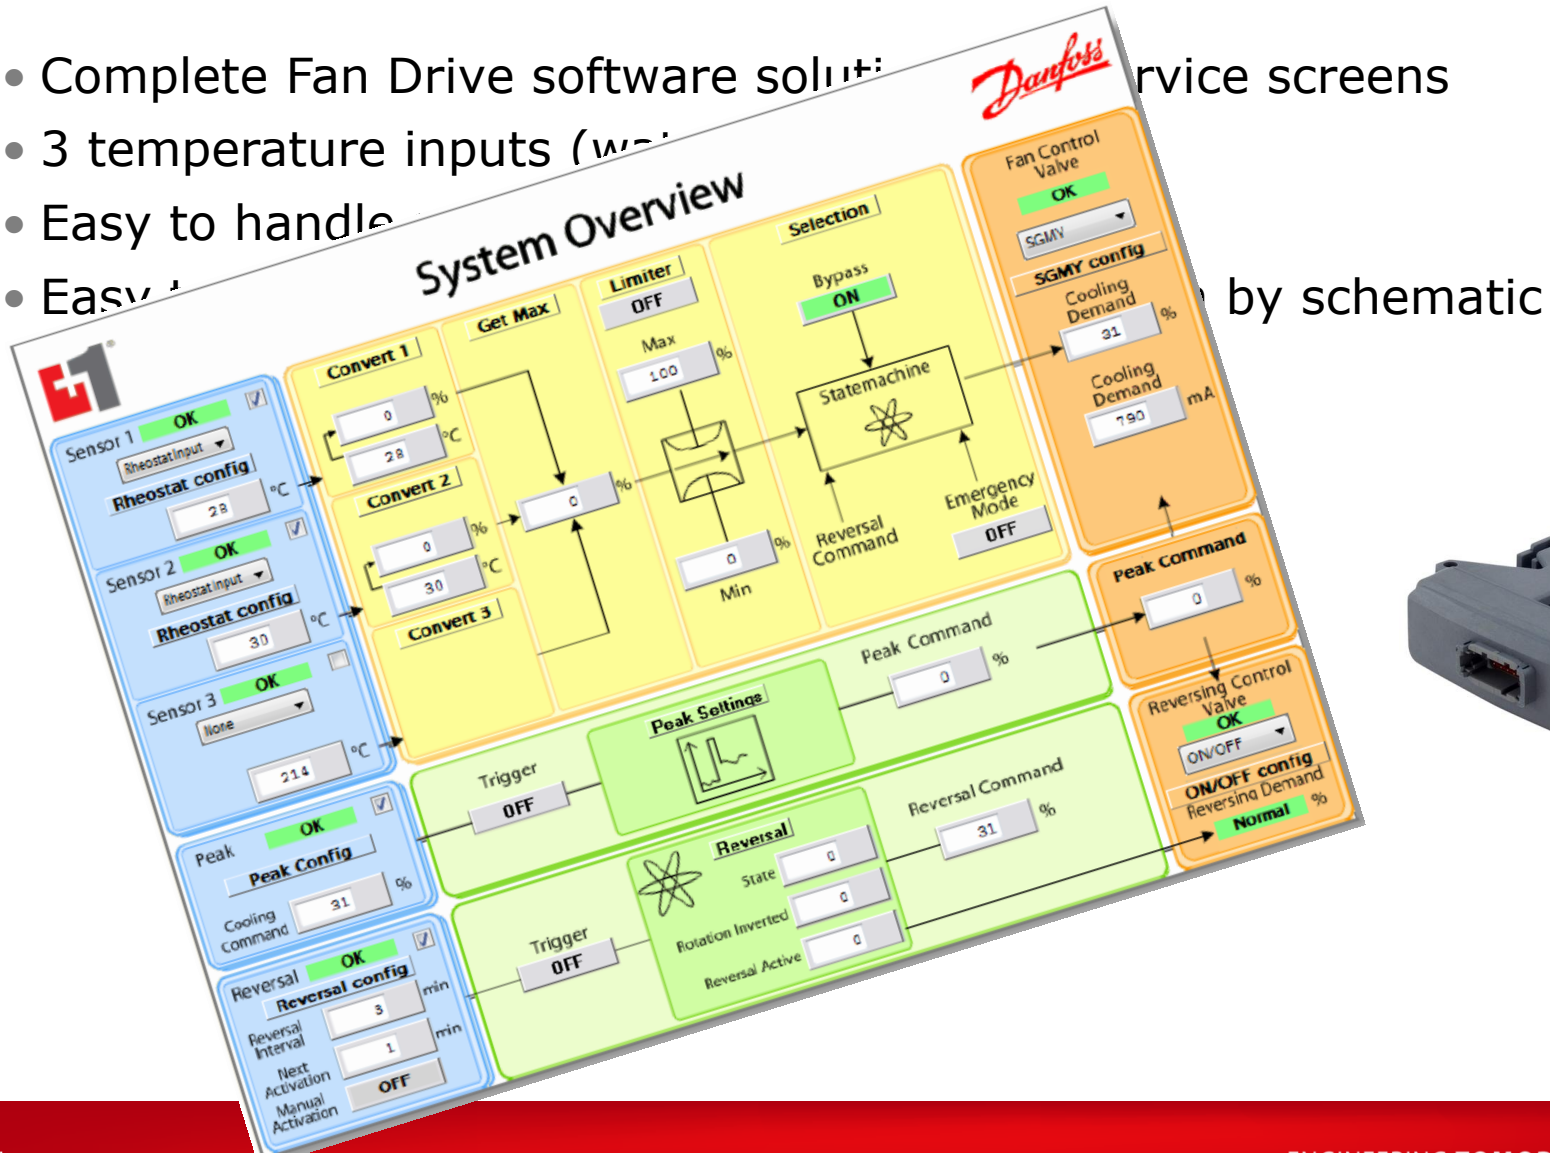 Complete Fan Drive software
rvice screens
3 temperature inputs
Easy to handle
by schematic
Danfoss
System Overview
Sensor 1 OK
RheostatInput
Rheostat config
28 °C
Sensor 2 OK
RheostatInput
Rheostat config
30 °C
Sensor 3 OK
None
214 °C
Peak OK
Peak Config
Cooling Command 31 %
Reversal OK
Reversal config
Reversal Interval 3 min
Next Activation 1 min
Manual Activation OFF
Convert 1
0 %
28 °C
Convert 2
0 %
30 °C
Convert 3
Get Max
0 %
Limiter
OFF
Max
100 %
0 %
Min
Selection
Bypass
ON
Statemachine
Reversal Command
Emergency Mode
OFF
Fan Control Valve
OK
SGMY
SGMY config
Cooling Demand
31 %
Cooling Demand
790 mA
Peak Command
0 %
Reversing Control Valve
OK
ON/OFF
ON/OFF config
Reversing Demand
Normal %
Trigger
OFF
Peak Settings
Peak Command
0 %
Trigger
OFF
Reversal
State 0
Rotation Inverted 0
Reversal Active 0
Reversal Command
31 %